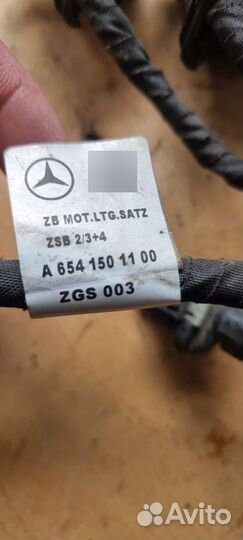 ZB MOT.LTG.SATZ
ZSB 2/3+4
A 654 150 11 00
ZGS 003
Avito